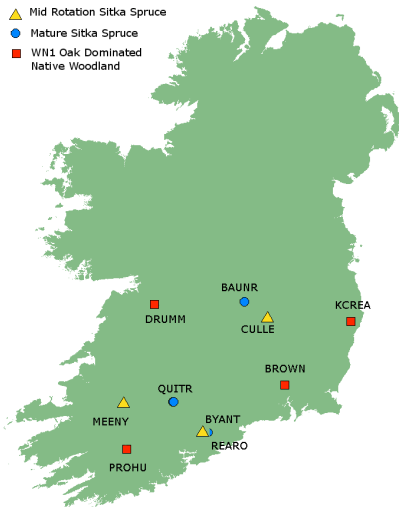 Mid Rotation Sitka Spruce
Mature Sitka Spruce
WN1 Oak Dominated
Native Woodland
BAUNR
KCREA
DRUMM
CULLE
BROWN
QUITR
BYANT
MEENY
REARO
PROHU